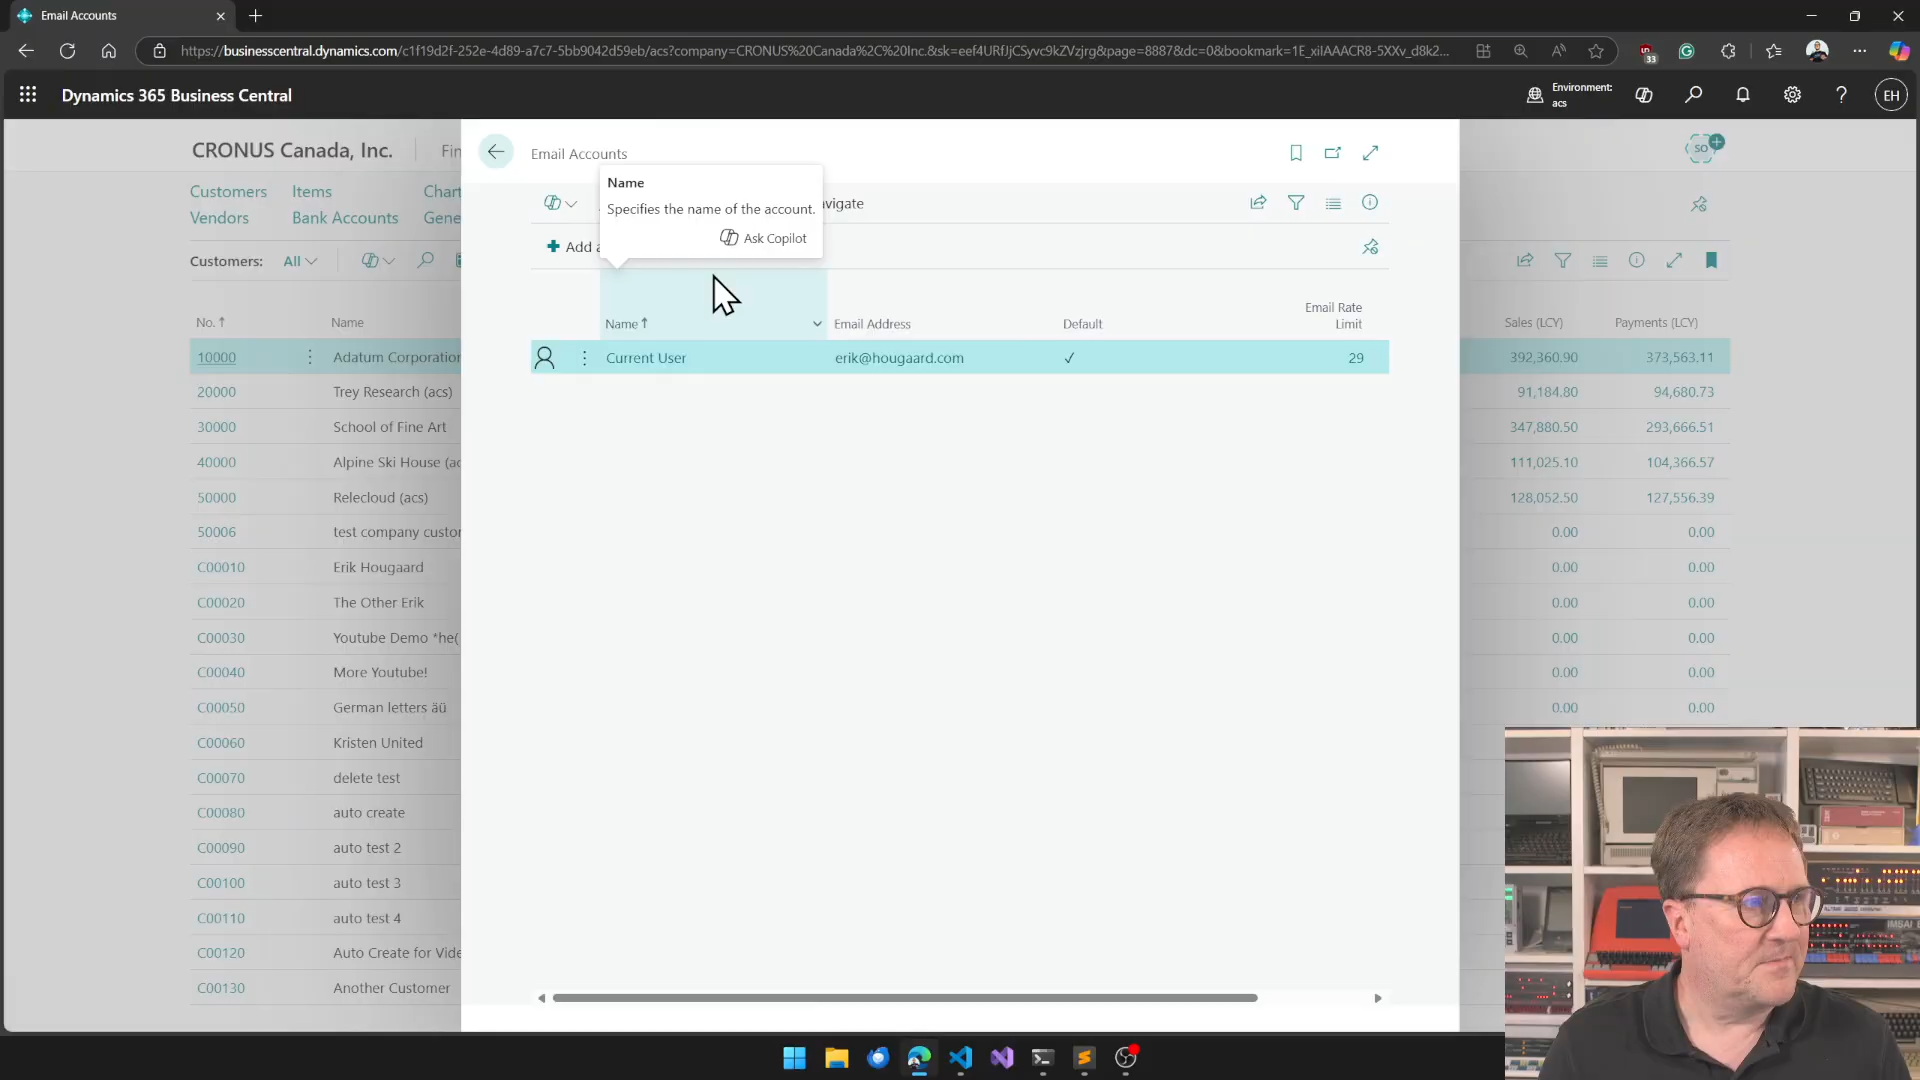 Email Accounts
https://businesscentral.dynamics.com/c1f19d2f-252e-4d89-a7c7-5bb9042d59eb/acs?company=CRONUS%20Canada%2C%20Inc.&sk=eef4URfJjCSyvc9kZVzjrg&page=8887&dc=0&bookmark=1E_xiIAAACR8-5XXv_d8k2...
33
Dynamics 365 Business Central
Environment:
acs
EH
CRONUS Canada, Inc.
Fin
Customers Items Chart
Vendors Bank Accounts Gene
Customers: All
No. ↑ Name
10000 Adatum Corporation
20000 Trey Research (acs)
30000 School of Fine Art
40000 Alpine Ski House (ac
50000 Relecloud (acs)
50006 test company custor
C00010 Erik Hougaard
C00020 The Other Erik
C00030 Youtube Demo *he(
C00040 More Youtube!
C00050 German letters äü
C00060 Kristen United
C00070 delete test
C00080 auto create
C00090 auto test 2
C00100 auto test 3
C00110 auto test 4
C00120 Auto Create for Vide
C00130 Another Customer
Email Accounts
Name
Specifies the name of the account.
Ask Copilot
vigate
Add a
Name ↑ Email Address Default Email Rate
Limit
Current User erik@hougaard.com ✓ 29
SO
Sales (LCY) Payments (LCY)
392,360.90 373,563.11
91,184.80 94,680.73
347,880.50 293,666.51
111,025.10 104,366.57
128,052.50 127,556.39
0.00 0.00
0.00 0.00
0.00 0.00
0.00 0.00
0.00 0.00
0.00 0.00
IMSAI